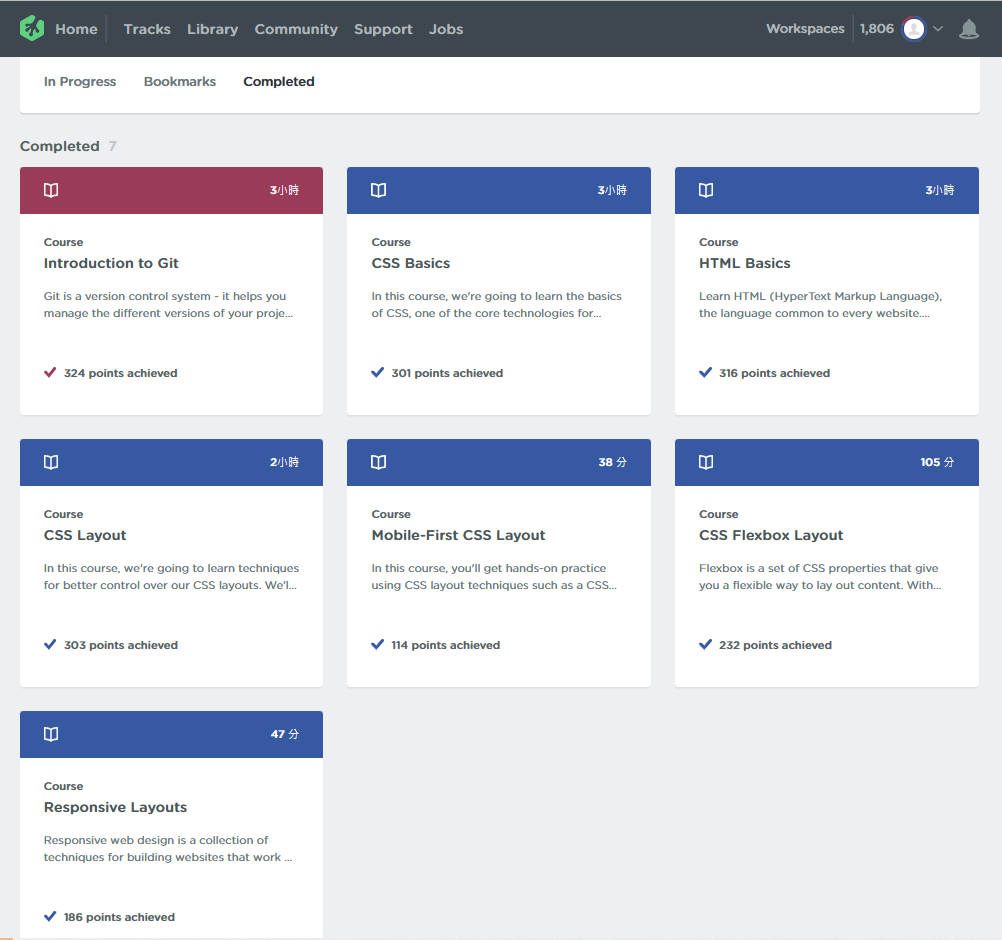 Home Tracks Library Community Support Jobs Workspaces 1,806
In Progress Bookmarks Completed
Completed 7
3小時
Course
Introduction to Git
Git is a version control system - it helps you
manage the different versions of your proje...
324 points achieved
3小時
Course
CSS Basics
In this course, we're going to learn the basics
of CSS, one of the core technologies for...
301 points achieved
3小時
Course
HTML Basics
Learn HTML (HyperText Markup Language),
the language common to every website....
316 points achieved
2小時
Course
CSS Layout
In this course, we're going to learn techniques
for better control over our CSS layouts. We'l...
303 points achieved
38 分
Course
Mobile-First CSS Layout
In this course, you'll get hands-on practice
using CSS layout techniques such as a CSS...
114 points achieved
105 分
Course
CSS Flexbox Layout
Flexbox is a set of CSS properties that give
you a flexible way to lay out content. With...
232 points achieved
47 分
Course
Responsive Layouts
Responsive web design is a collection of
techniques for building websites that work ...
186 points achieved